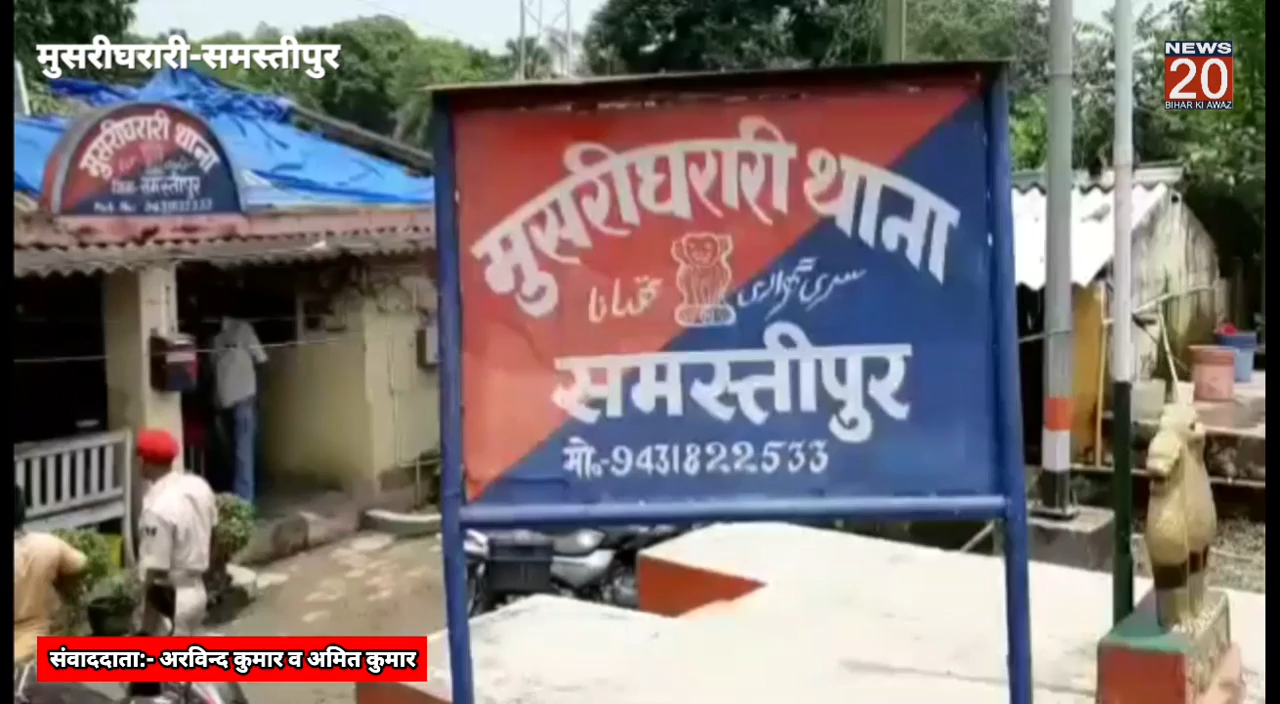 मुसरीघरारी-समस्तीपुर
NEWS
20
BIHAR KI AWAZ
मुसरीघरारी थाना
जिला-समस्तीपुर
मुसरीघरारी थाना
समस्तीपुर
मो०-9431822533
संवाददाता:- अरविन्द कुमार व अमित कुमार